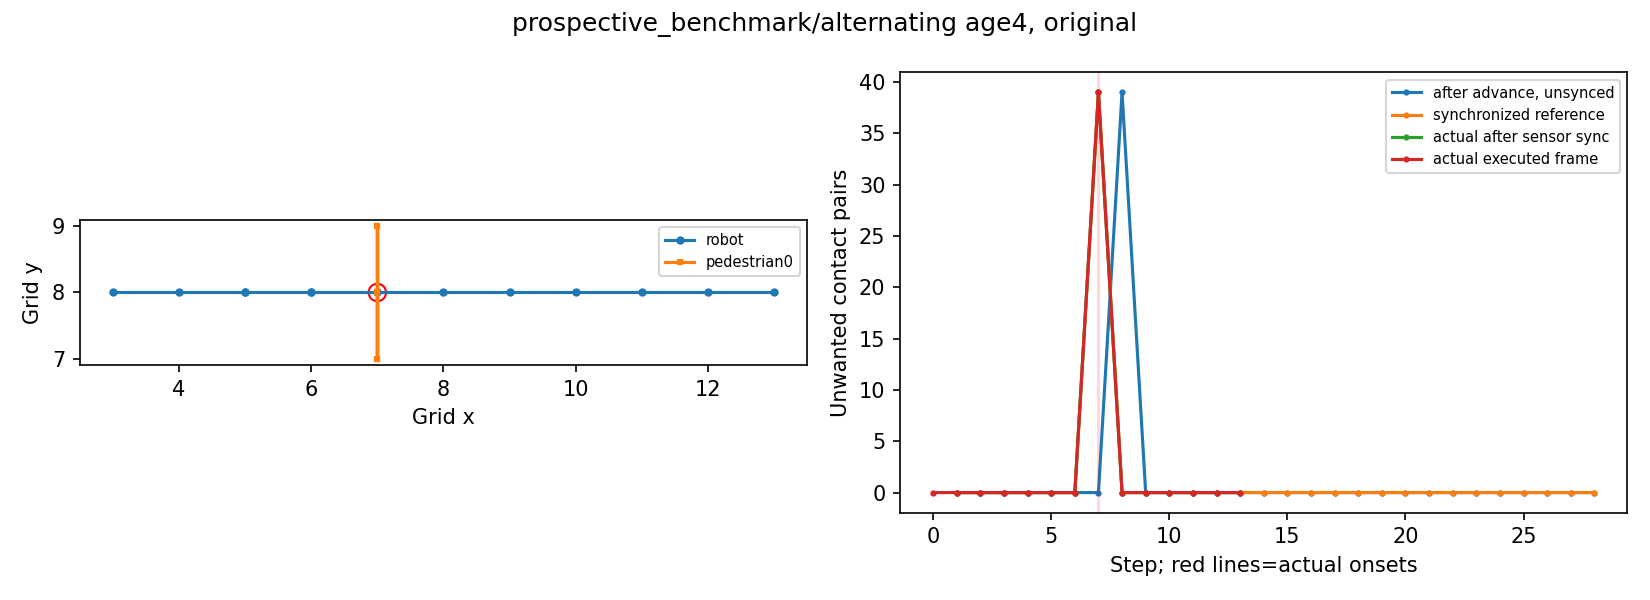 prospective_benchmark/alternating age4, original
9
8
7
Grid y
robot
pedestrian0
4
6
8
10
12
Grid x
40
35
30
25
20
15
10
5
0
Unwanted contact pairs
after advance, unsynced
synchronized reference
actual after sensor sync
actual executed frame
0
5
10
15
20
25
Step; red lines=actual onsets